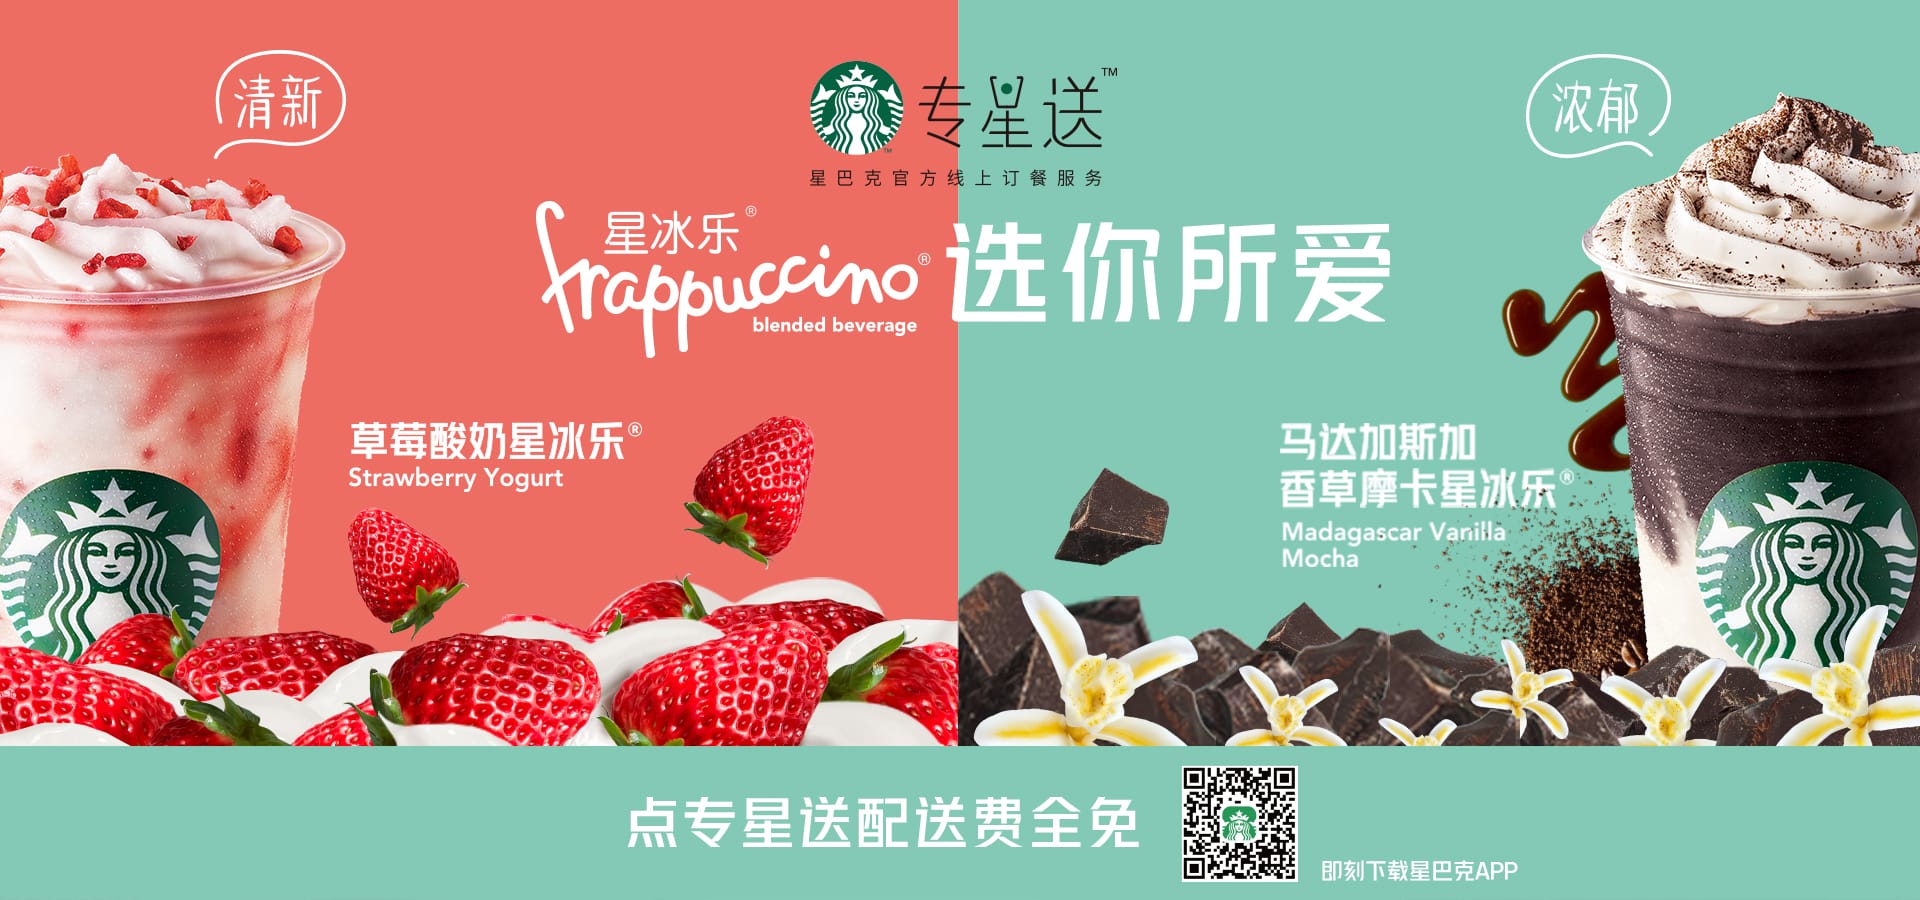 清新
浓郁
专星送™
星巴克官方线上订餐服务
星冰乐®
frappuccino®
blended beverage
选你所爱
草莓酸奶星冰乐®
Strawberry Yogurt
马达加斯加
香草摩卡星冰乐®
Madagascar Vanilla
Mocha
点专星送配送费全免
即刻下载星巴克APP